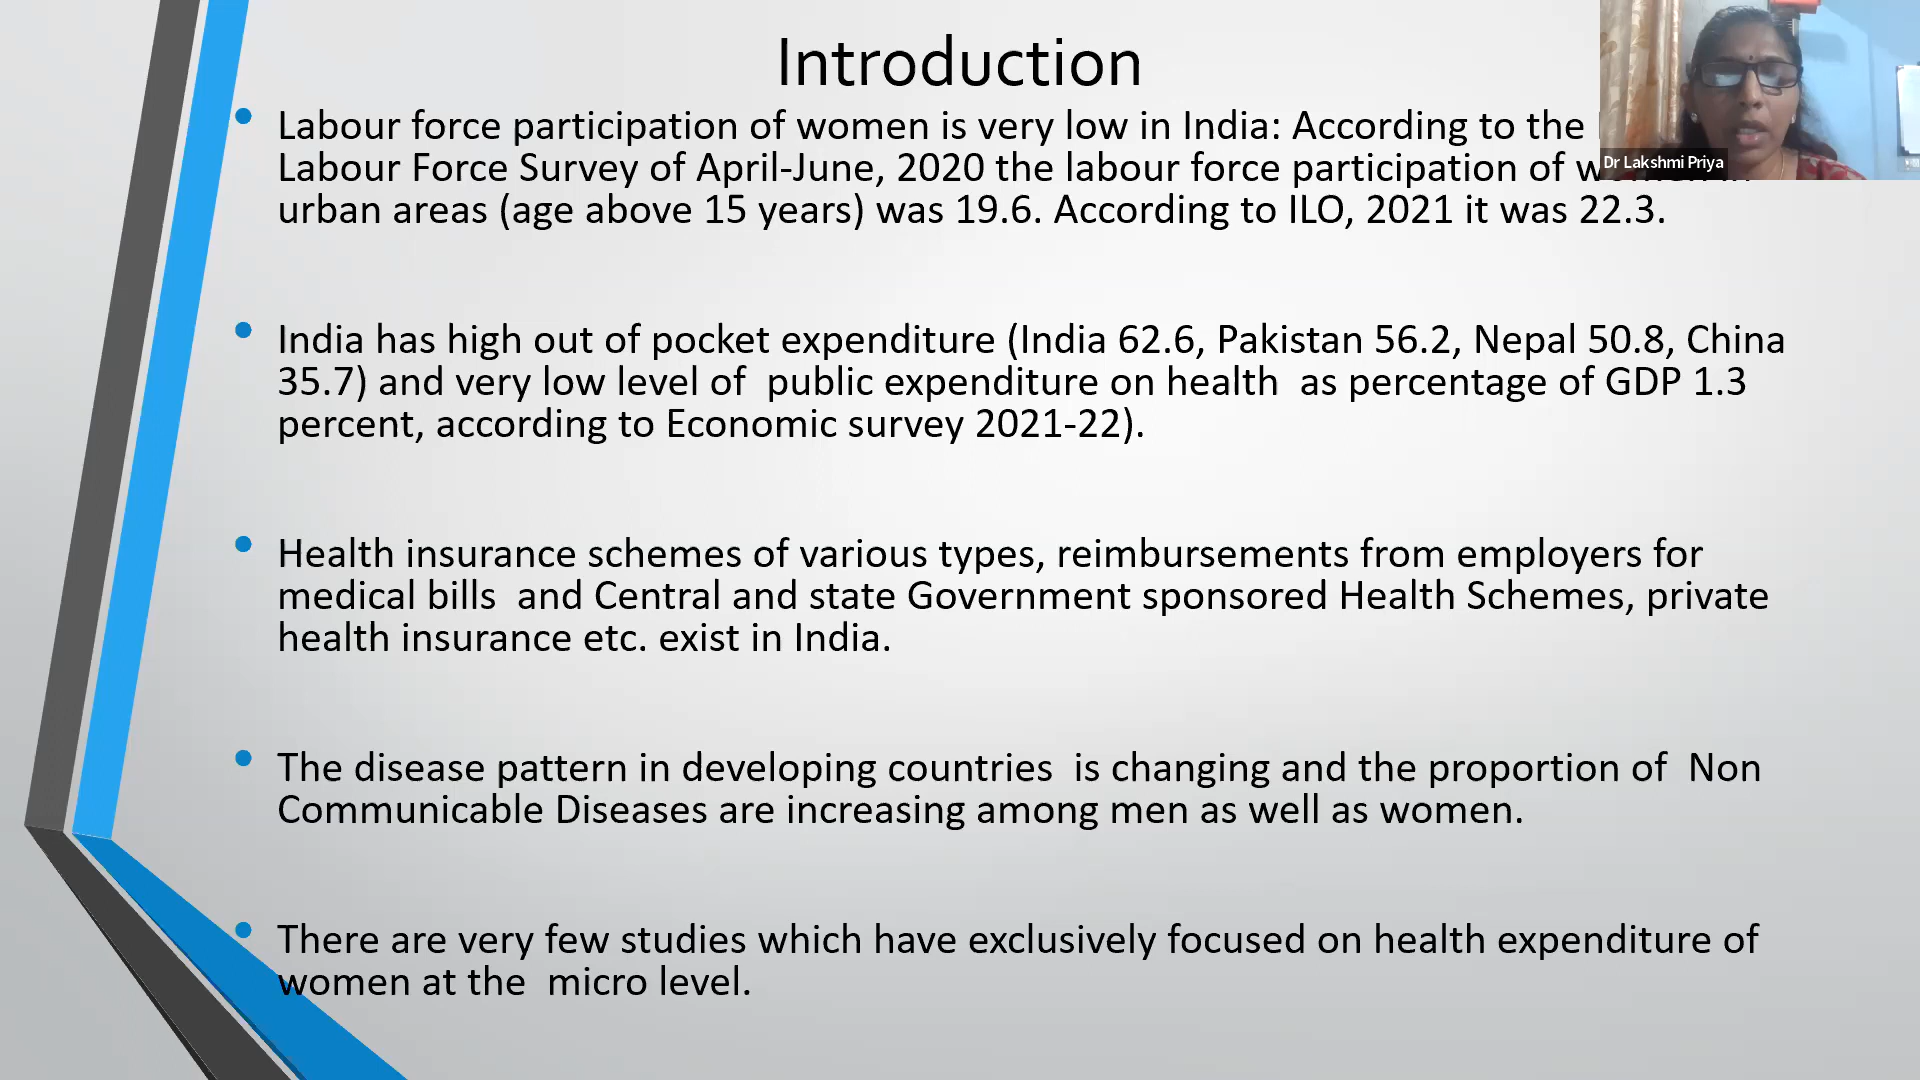 Introduction
• Labour force participation of women is very low in India: According to the
Labour Force Survey of April-June, 2020 the labour force participation of women in
urban areas (age above 15 years) was 19.6. According to ILO, 2021 it was 22.3.
• India has high out of pocket expenditure (India 62.6, Pakistan 56.2, Nepal 50.8, China
35.7) and very low level of public expenditure on health as percentage of GDP 1.3
percent, according to Economic survey 2021-22).
• Health insurance schemes of various types, reimbursements from employers for
medical bills and Central and state Government sponsored Health Schemes, private
health insurance etc. exist in India.
• The disease pattern in developing countries is changing and the proportion of Non
Communicable Diseases are increasing among men as well as women.
• There are very few studies which have exclusively focused on health expenditure of
women at the micro level.
Dr Lakshmi Priya